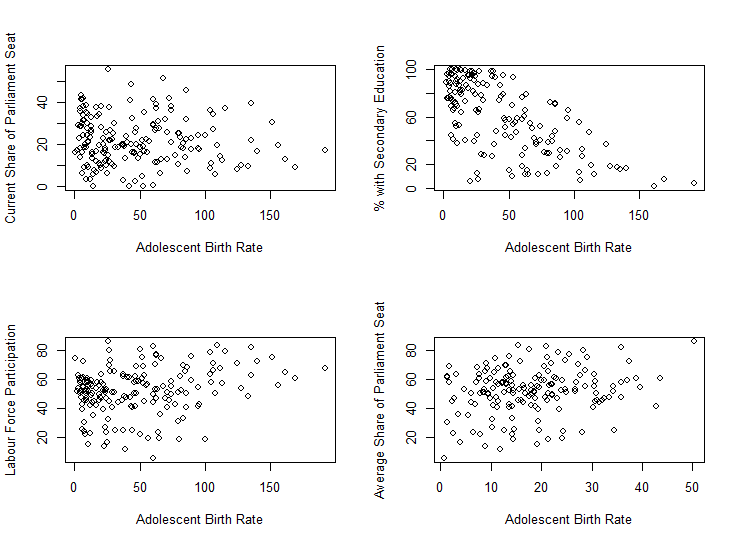 Current Share of Parliament Seat
0 20 40
0 50 100 150
Adolescent Birth Rate
% with Secondary Education
0 20 60 100
0 50 100 150
Adolescent Birth Rate
Labour Force Participation
20 40 60 80
0 50 100 150
Adolescent Birth Rate
Average Share of Parliament Seat
20 40 60 80
0 10 20 30 40 50
Adolescent Birth Rate